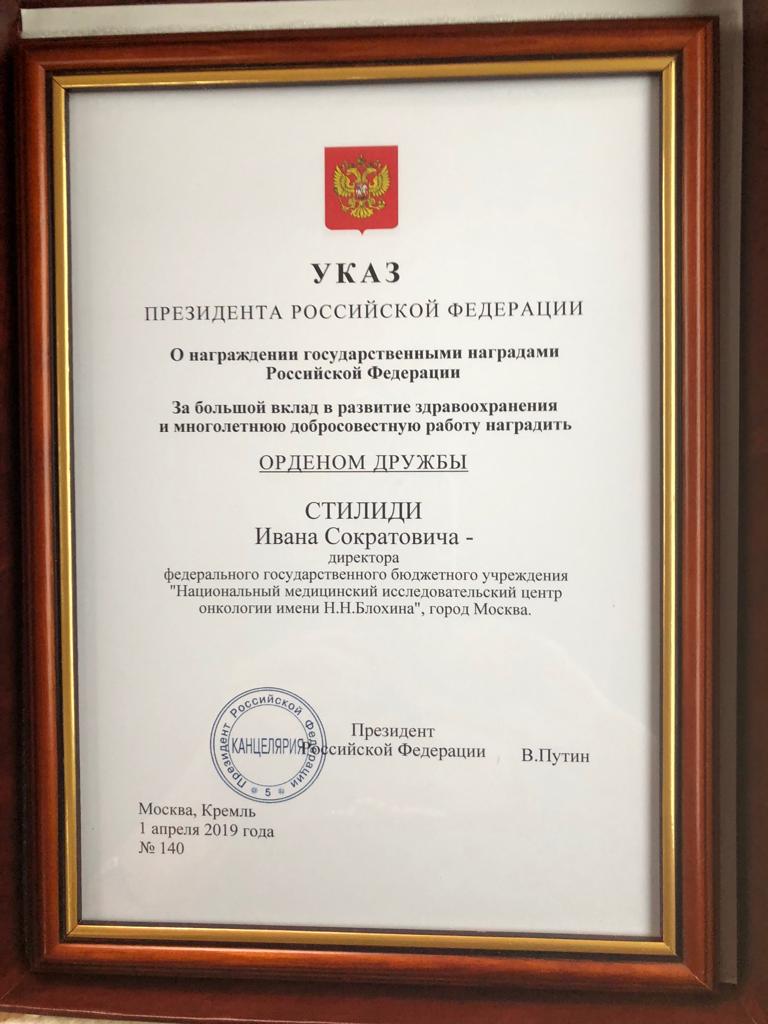 УКАЗ
ПРЕЗИДЕНТА РОССИЙСКОЙ ФЕДЕРАЦИИ
О награждении государственными наградами
Российской Федерации
За большой вклад в развитие здравоохранения
и многолетнюю добросовестную работу наградить
ОРДЕНОМ ДРУЖБЫ
СТИЛИДИ
Ивана Сократовича -
директора
федерального государственного бюджетного учреждения
"Национальный медицинский исследовательский центр
онкологии имени Н.Н.Блохина", город Москва.
Президент Российской Федерации
КАНЦЕЛЯРИЯ
5
Президент
Российской Федерации В.Путин
Москва, Кремль
1 апреля 2019 года
№ 140